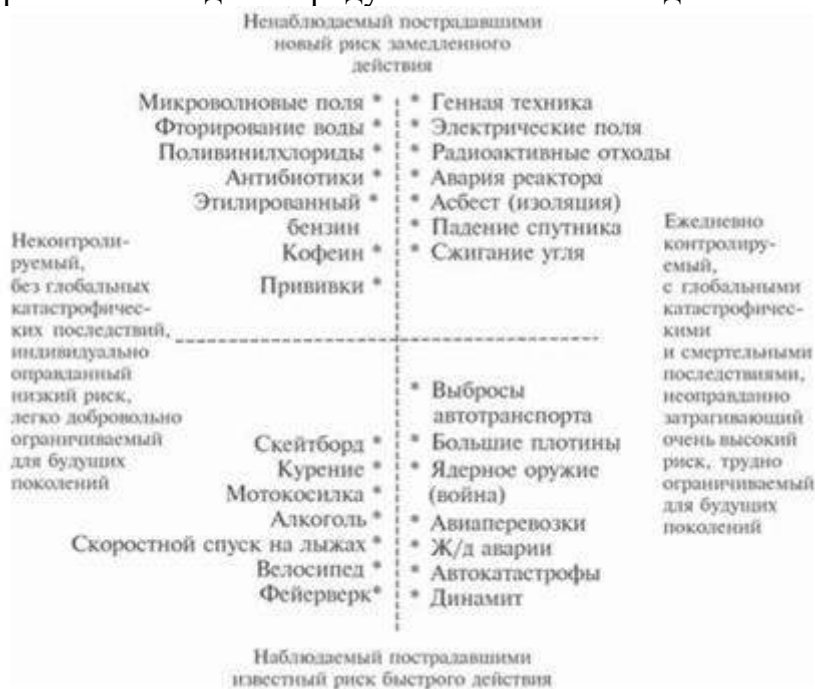 Ненаблюдаемый пострадавшими
новый риск замедленного
действия
Микроволновые поля *
Фторирование воды *
Поливинилхлориды *
Антибиотики *
Этилированный *
бензин
Кофеин *
Прививки *
* Генная техника
* Электрические поля
* Радиоактивные отходы
* Авария реактора
* Асбест (изоляция)
* Падение спутника
* Сжигание угля
Неконтроли-
руемый,
без глобальных
катастрофичес-
ких последствий,
индивидуально
оправданный
низкий риск,
легко добровольно
ограничиваемый
для будущих
поколений
Ежедневно
контролиру-
емый,
с глобальными
катастрофичес-
кими
и смертельными
последствиями,
неоправданно
затрагивающий
очень высокий
риск, трудно
ограничиваемый
для будущих
поколений
Скейтборд *
Курение *
Мотокосилка *
Алкоголь *
Скоростной спуск на лыжах *
Велосипед *
Фейерверк*
* Выбросы
автотранспорта
* Большие плотины
* Ядерное оружие
(война)
* Авиаперевозки
* Ж/д аварии
* Автокатастрофы
* Динамит
Наблюдаемый пострадавшими
известный риск быстрого действия